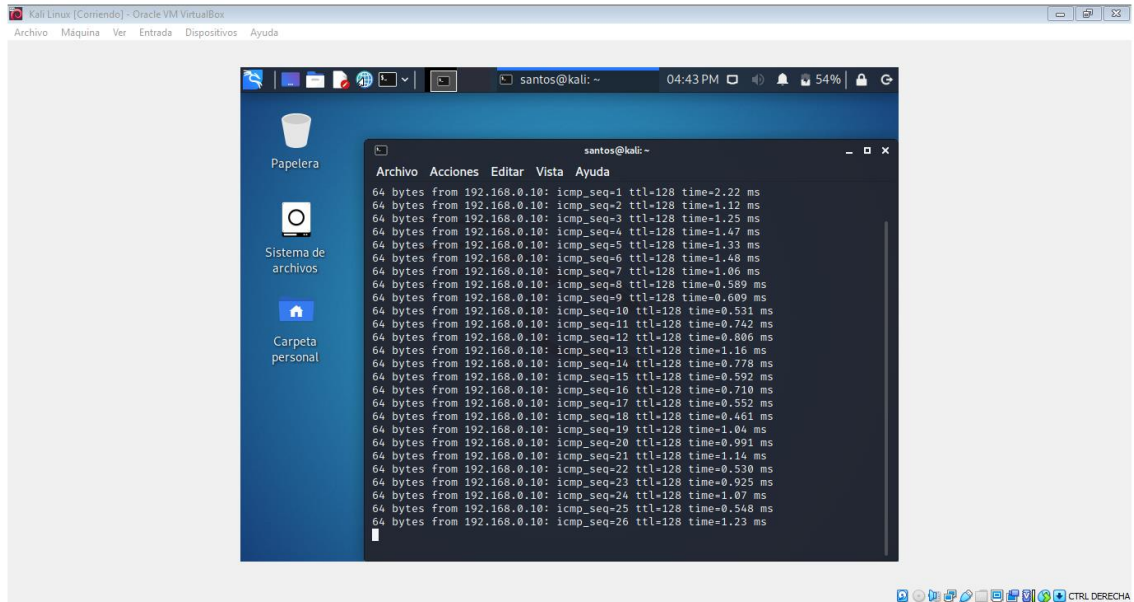 Kali Linux [Corriendo] - Oracle VM VirtualBox
Archivo Máquina Ver Entrada Dispositivos Ayuda
santos@kali: ~ 04:43 PM 54%
Papelera
Sistema de
archivos
Carpeta
personal
santos@kali: ~
Archivo Acciones Editar Vista Ayuda
64 bytes from 192.168.0.10: icmp_seq=1 ttl=128 time=2.22 ms
64 bytes from 192.168.0.10: icmp_seq=2 ttl=128 time=1.12 ms
64 bytes from 192.168.0.10: icmp_seq=3 ttl=128 time=1.25 ms
64 bytes from 192.168.0.10: icmp_seq=4 ttl=128 time=1.47 ms
64 bytes from 192.168.0.10: icmp_seq=5 ttl=128 time=1.33 ms
64 bytes from 192.168.0.10: icmp_seq=6 ttl=128 time=1.48 ms
64 bytes from 192.168.0.10: icmp_seq=7 ttl=128 time=1.06 ms
64 bytes from 192.168.0.10: icmp_seq=8 ttl=128 time=0.589 ms
64 bytes from 192.168.0.10: icmp_seq=9 ttl=128 time=0.609 ms
64 bytes from 192.168.0.10: icmp_seq=10 ttl=128 time=0.531 ms
64 bytes from 192.168.0.10: icmp_seq=11 ttl=128 time=0.742 ms
64 bytes from 192.168.0.10: icmp_seq=12 ttl=128 time=0.806 ms
64 bytes from 192.168.0.10: icmp_seq=13 ttl=128 time=1.16 ms
64 bytes from 192.168.0.10: icmp_seq=14 ttl=128 time=0.778 ms
64 bytes from 192.168.0.10: icmp_seq=15 ttl=128 time=0.592 ms
64 bytes from 192.168.0.10: icmp_seq=16 ttl=128 time=0.710 ms
64 bytes from 192.168.0.10: icmp_seq=17 ttl=128 time=0.552 ms
64 bytes from 192.168.0.10: icmp_seq=18 ttl=128 time=0.461 ms
64 bytes from 192.168.0.10: icmp_seq=19 ttl=128 time=1.04 ms
64 bytes from 192.168.0.10: icmp_seq=20 ttl=128 time=0.991 ms
64 bytes from 192.168.0.10: icmp_seq=21 ttl=128 time=1.14 ms
64 bytes from 192.168.0.10: icmp_seq=22 ttl=128 time=0.530 ms
64 bytes from 192.168.0.10: icmp_seq=23 ttl=128 time=0.925 ms
64 bytes from 192.168.0.10: icmp_seq=24 ttl=128 time=1.07 ms
64 bytes from 192.168.0.10: icmp_seq=25 ttl=128 time=0.548 ms
64 bytes from 192.168.0.10: icmp_seq=26 ttl=128 time=1.23 ms
CTRL DERECHA